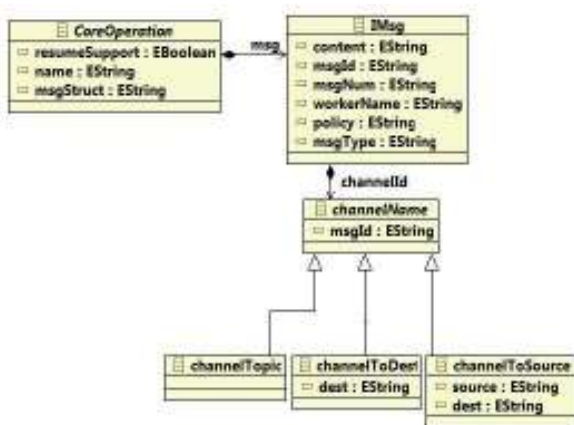 CoreOperation
resumeSupport : EBoolean
name : EString
msgStruct : EString
msg
IMsg
content : EString
msgId : EString
msgNum : EString
workerName : EString
policy : EString
msgType : EString
channelId
channelName
msgId : EString
channelTopic
channelToDest
dest : EString
channelToSource
source : EString
dest : EString